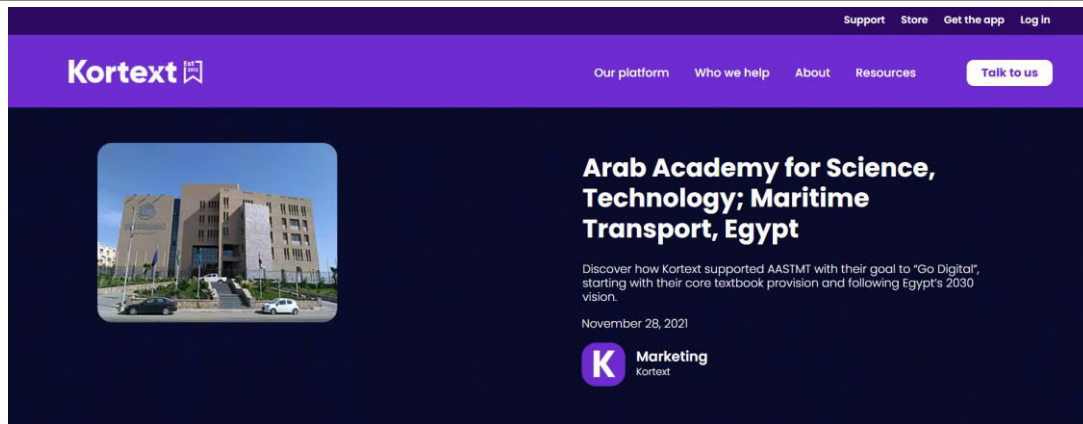 Support Store Get the app Log in
Kortext
Our platform Who we help About Resources Talk to us
Arab Academy for Science,
Technology; Maritime
Transport, Egypt
Discover how Kortext supported AASTMT with their goal to “Go Digital”,
starting with their core textbook provision and following Egypt’s 2030
vision.
November 28, 2021
K
Marketing
Kortext